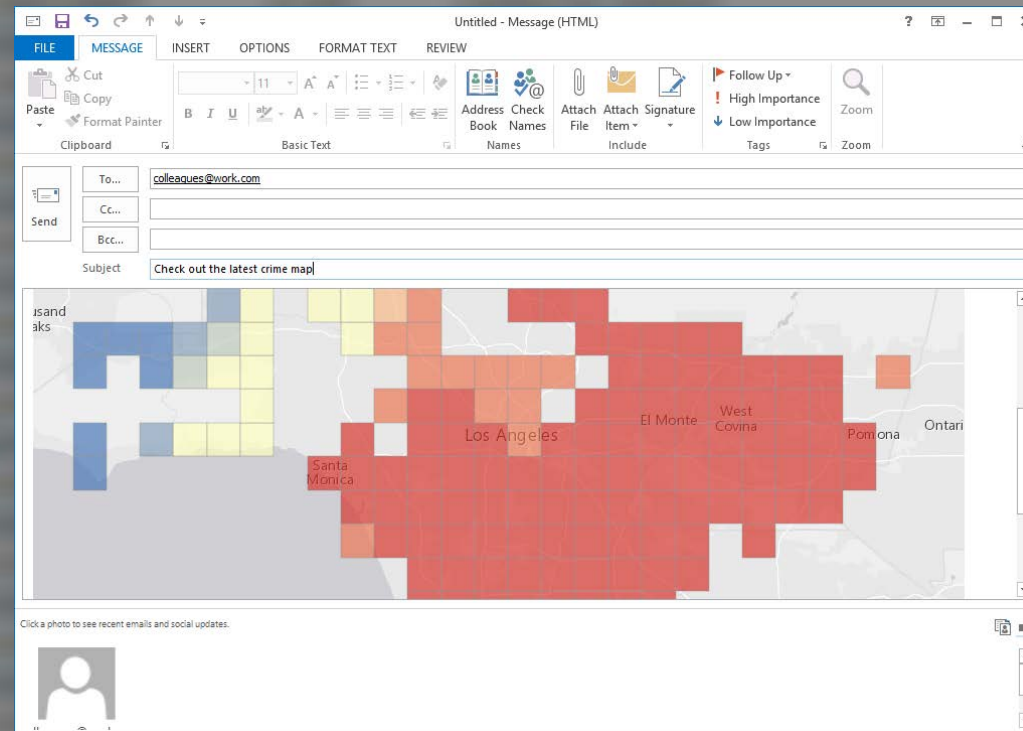 Untitled - Message (HTML)
?
FILE MESSAGE INSERT OPTIONS FORMAT TEXT REVIEW
Paste
Cut
Copy
Format Painter
Clipboard
11 A A
B I U aby A
Basic Text
Address Book
Check Names
Names
Attach File
Attach Item
Signature
Include
Follow Up
! High Importance
Low Importance
Tags
Zoom
Zoom
Send
To... colleagues@work.com
Cc...
Bcc...
Subject Check out the latest crime map
usand
aks
Los Angeles
El Monte
West
Covina
Pomona
Ontari
Santa
Monica
Click a photo to see recent emails and social updates.